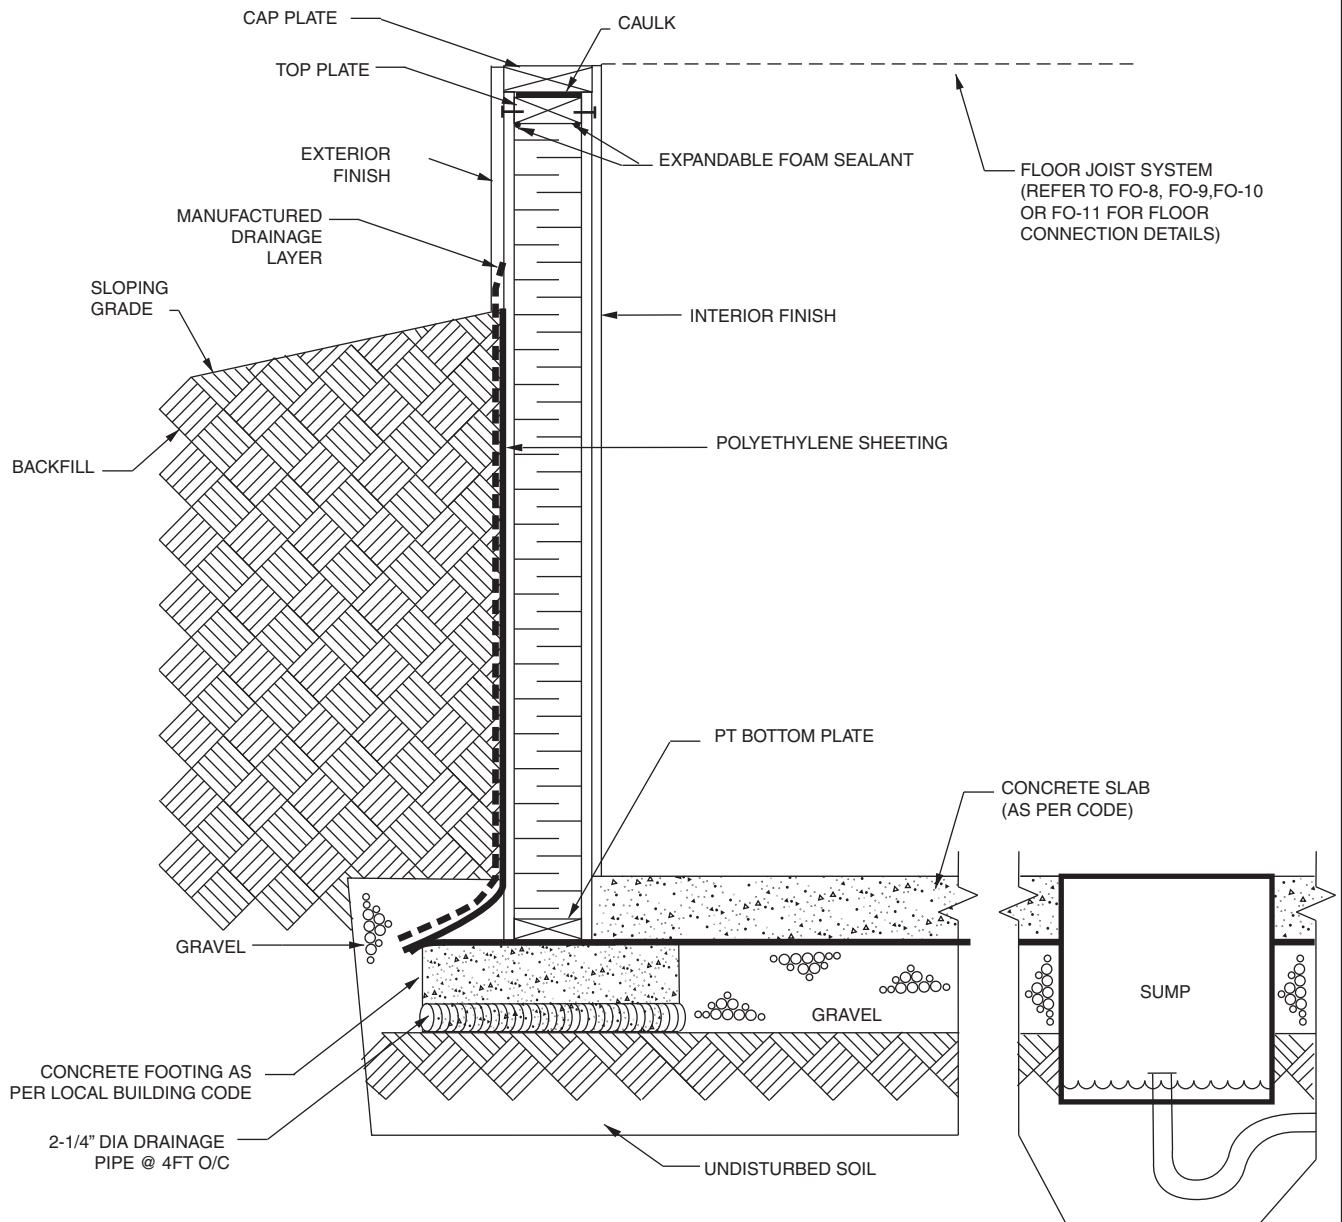 CAP PLATE
CAULK
TOP PLATE
EXTERIOR
FINISH
EXPANDABLE FOAM SEALANT
FLOOR JOIST SYSTEM
(REFER TO FO-8, FO-9,FO-10
OR FO-11 FOR FLOOR
CONNECTION DETAILS)
MANUFACTURED
DRAINAGE
LAYER
SLOPING
GRADE
INTERIOR FINISH
POLYETHYLENE SHEETING
BACKFILL
PT BOTTOM PLATE
CONCRETE SLAB
(AS PER CODE)
GRAVEL
SUMP
GRAVEL
CONCRETE FOOTING AS
PER LOCAL BUILDING CODE
2-1/4” DIA DRAINAGE
PIPE @ 4FT O/C
UNDISTURBED SOIL